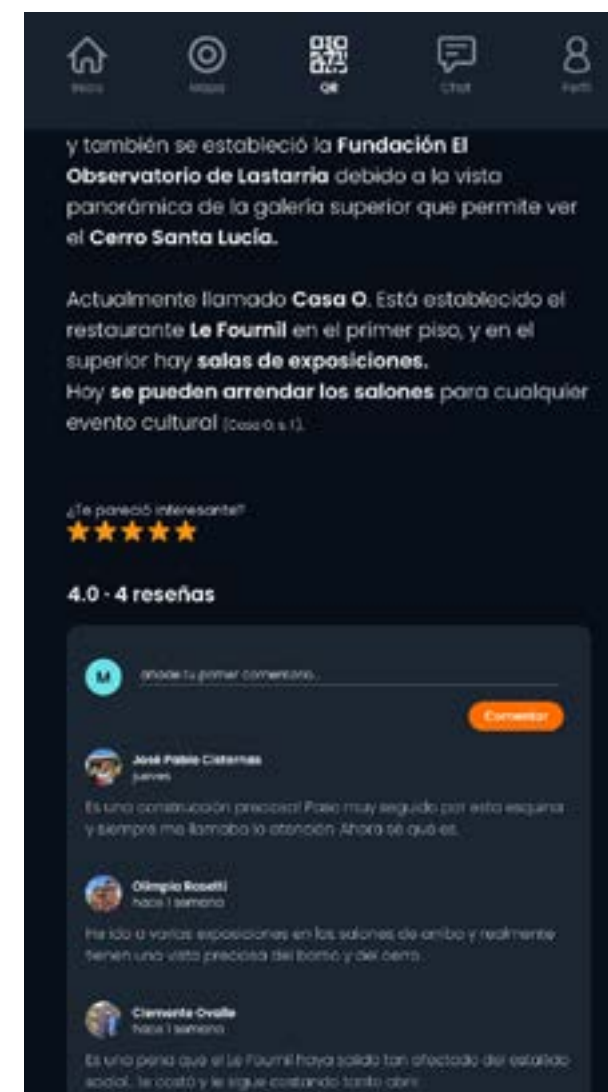 Inicio
Mapa
QR
Chat
Perfil
y también se estableció la Fundación El
Observatorio de Lastarria debido a la vista
panorámica de la galería superior que permite ver
el Cerro Santa Lucía.
Actualmente llamado Casa O. Está establecido el
restaurante Le Fournil en el primer piso, y en el
superior hay salas de exposiciones.
Hoy se pueden arrendar los salones para cualquier
evento cultural (Casa O, s. f.).
¿Te pareció interesante?
4.0 · 4 reseñas
M
añade tu primer comentario...
Comentar
José Pablo Cisternas
jueves
Es una construcción preciosa! Paso muy seguido por esta esquina
y siempre me llamaba la atención. Ahora sé qué es.
Olimpia Rosetti
hace 1 semana
He ido a varias exposiciones en los salones de arriba y realmente
tienen una vista preciosa del barrio y del cerro.
Clemente Ovalle
hace 1 semana
Es una pena que el Le Fournil haya salido tan afectado del estallido
social, le costó y le sigue costando tanto abrir